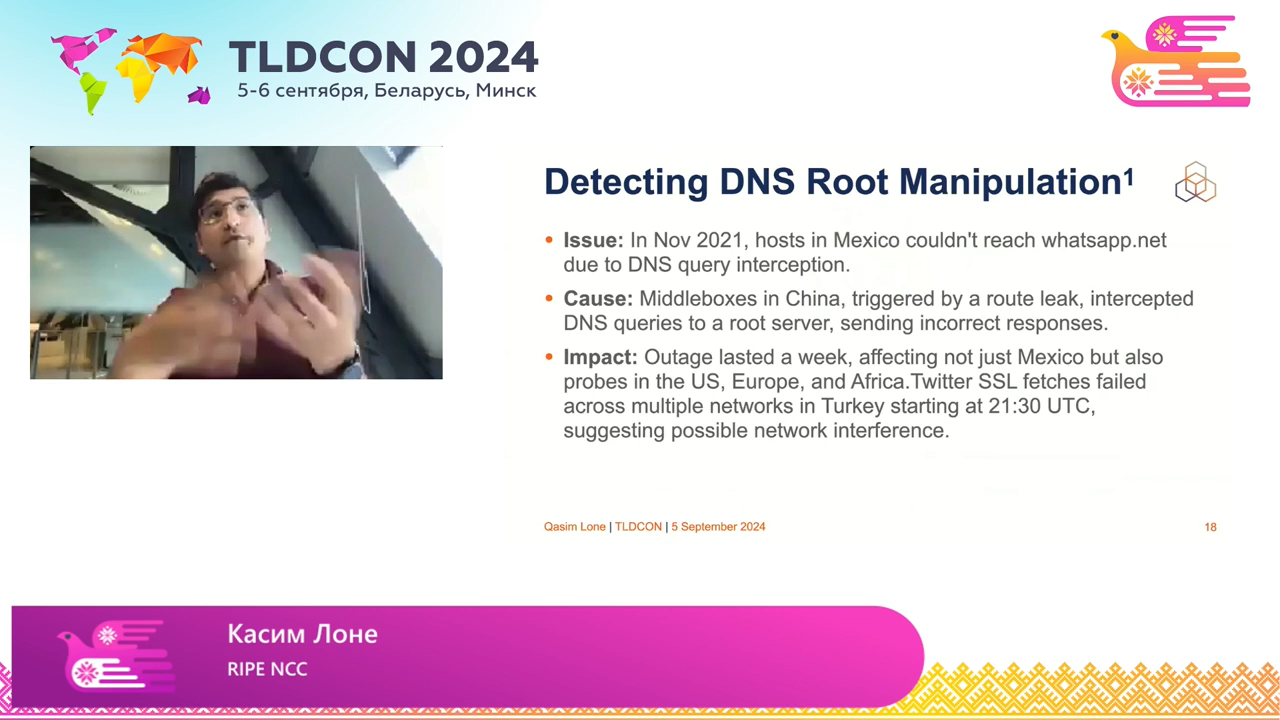 TLDCON 2024
5-6 сентября, Беларусь, Минск
Detecting DNS Root Manipulation¹
• Issue: In Nov 2021, hosts in Mexico couldn't reach whatsapp.net
due to DNS query interception.
• Cause: Middleboxes in China, triggered by a route leak, intercepted
DNS queries to a root server, sending incorrect responses.
• Impact: Outage lasted a week, affecting not just Mexico but also
probes in the US, Europe, and Africa.Twitter SSL fetches failed
across multiple networks in Turkey starting at 21:30 UTC,
suggesting possible network interference.
Qasim Lone | TLDCON | 5 September 2024
18
Касим Лоне
RIPE NCC